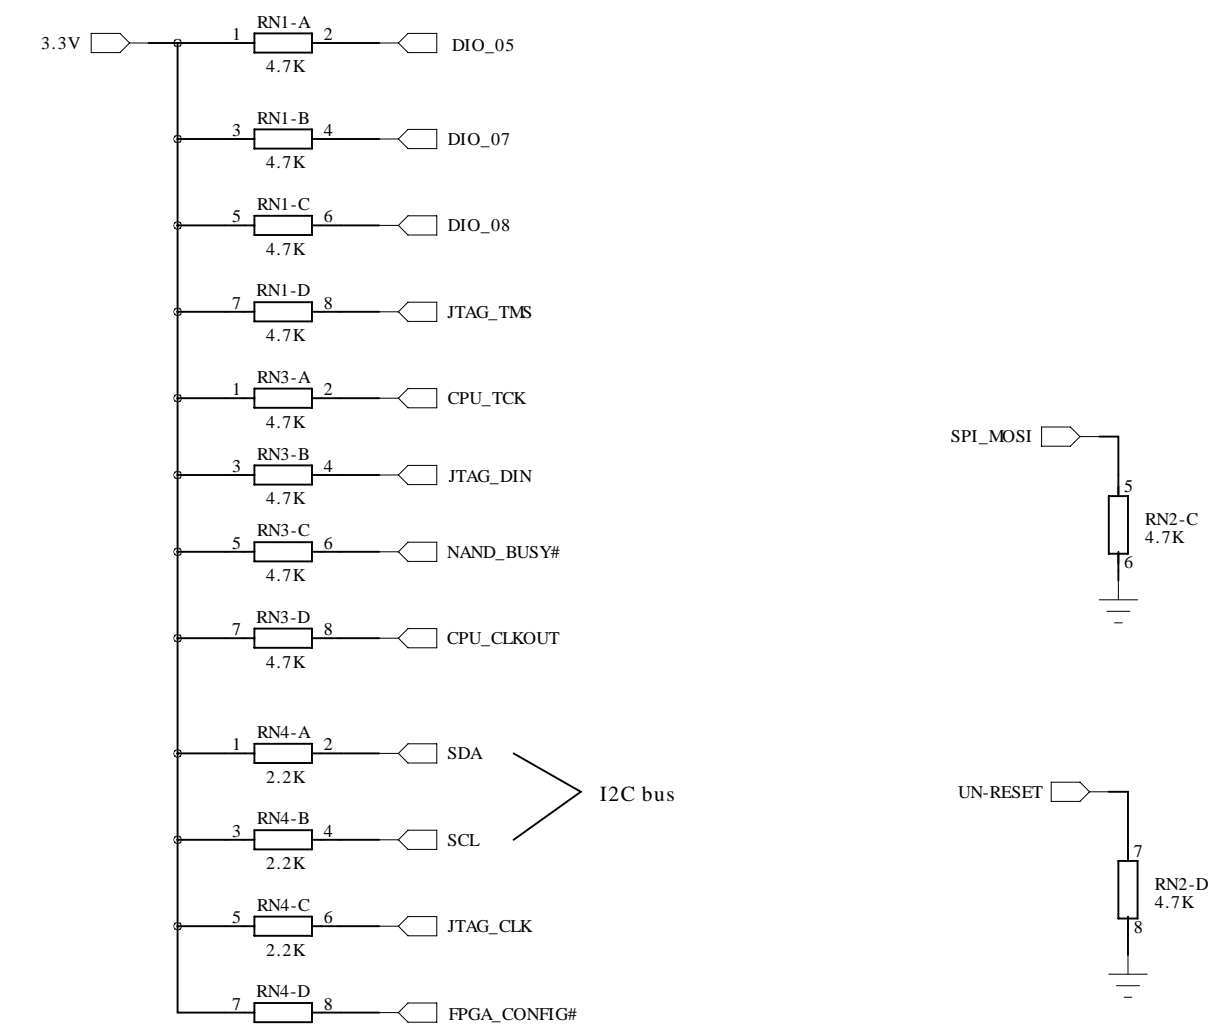 RN1-A
3.3V 1 2 DIO_05
4.7K
RN1-B
3 4 DIO_07
4.7K
RN1-C
5 6 DIO_08
4.7K
RN1-D
7 8 JTAG_TMS
4.7K
RN3-A
1 2 CPU_TCK
4.7K
RN3-B
3 4 JTAG_DIN
4.7K
RN3-C
5 6 NAND_BUSY#
4.7K
RN3-D
7 8 CPU_CLKOUT
4.7K
RN4-A
1 2 SDA
2.2K
I2C bus
RN4-B
3 4 SCL
2.2K
RN4-C
5 6 JTAG_CLK
2.2K
RN4-D
7 8 FPGA_CONFIG#
SPI_MOSI
5
RN2-C
4.7K
6
UN-RESET
7
RN2-D
4.7K
8